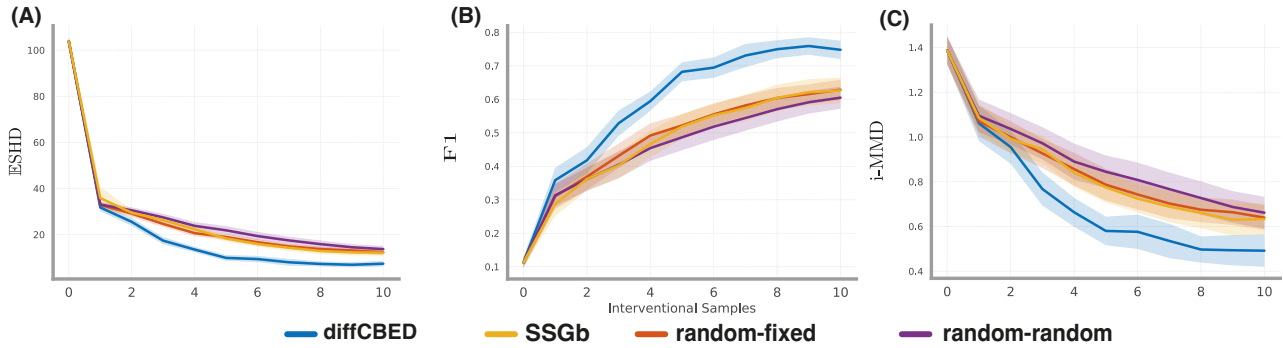 (A)
(B)
(C)
𝔼SHD
100
80
60
40
20
0 2 4 6 8 10
F1
0.8
0.7
0.6
0.5
0.4
0.3
0.2
0.1
0 2 4 6 8 10
Interventional Samples
i-MMD
1.4
1.2
1.0
0.8
0.6
0.4
0 2 4 6 8 10
diffCBED
SSGb
random-fixed
random-random